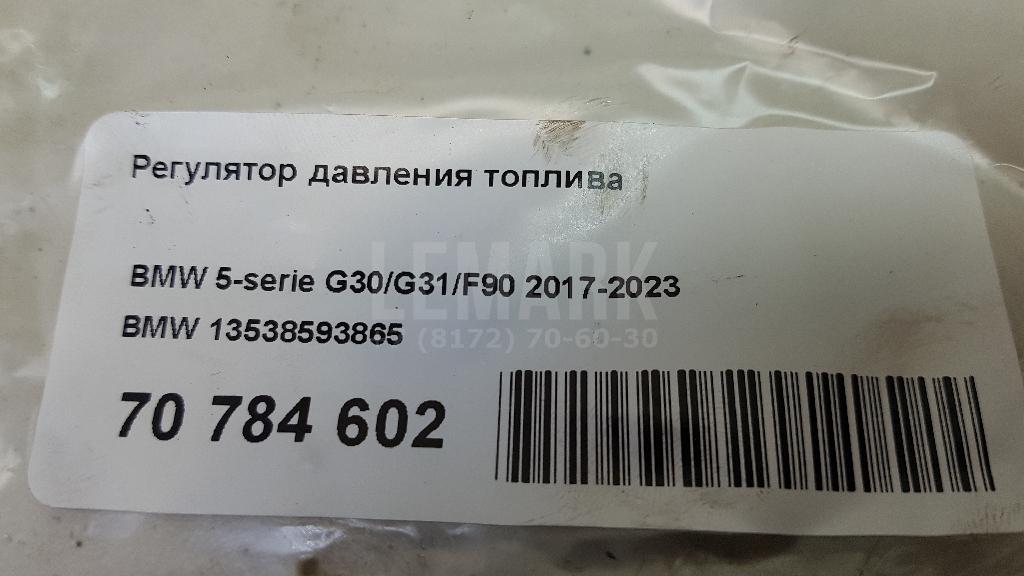 Регулятор давления топлива
LEMARK
BMW 5-serie G30/G31/F90 2017-2023
BMW 13538593865
(8172) 70-60-30
70 784 602